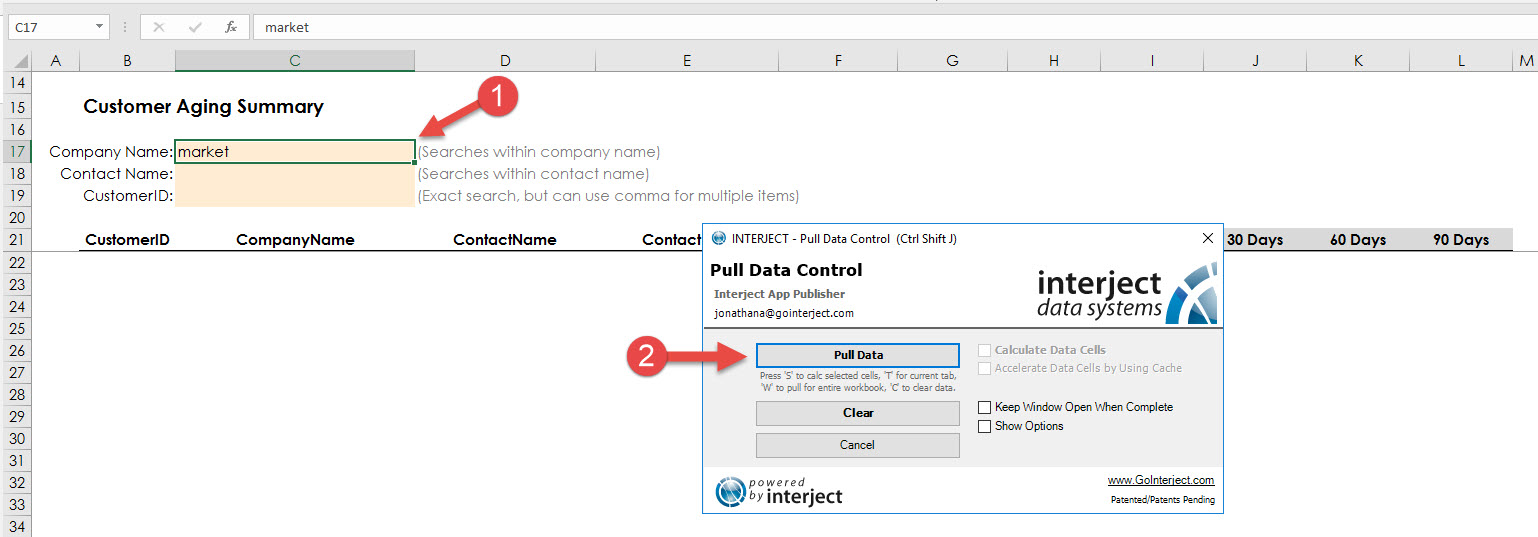 C17 fx market
A B C D E F G H I J K L M
14
15 Customer Aging Summary
16
17 Company Name: market (Searches within company name)
18 Contact Name: (Searches within contact name)
19 CustomerID: (Exact search, but can use comma for multiple items)
20
21 CustomerID CompanyName ContactName Contact 30 Days 60 Days 90 Days
22
23
24
25
26
27
28
29
30
31
32
33
34
1
2
INTERJECT - Pull Data Control (Ctrl Shift J)
Pull Data Control
Interject App Publisher
jonathana@gointerject.com
interject
data systems
Pull Data
Press 'S' to calc selected cells, 'T' for current tab,
'W' to pull for entire workbook, 'C' to clear data.
Clear
Cancel
Calculate Data Cells
Accelerate Data Cells by Using Cache
Keep Window Open When Complete
Show Options
powered
by interject
www.GoInterject.com
Patented/Patents Pending